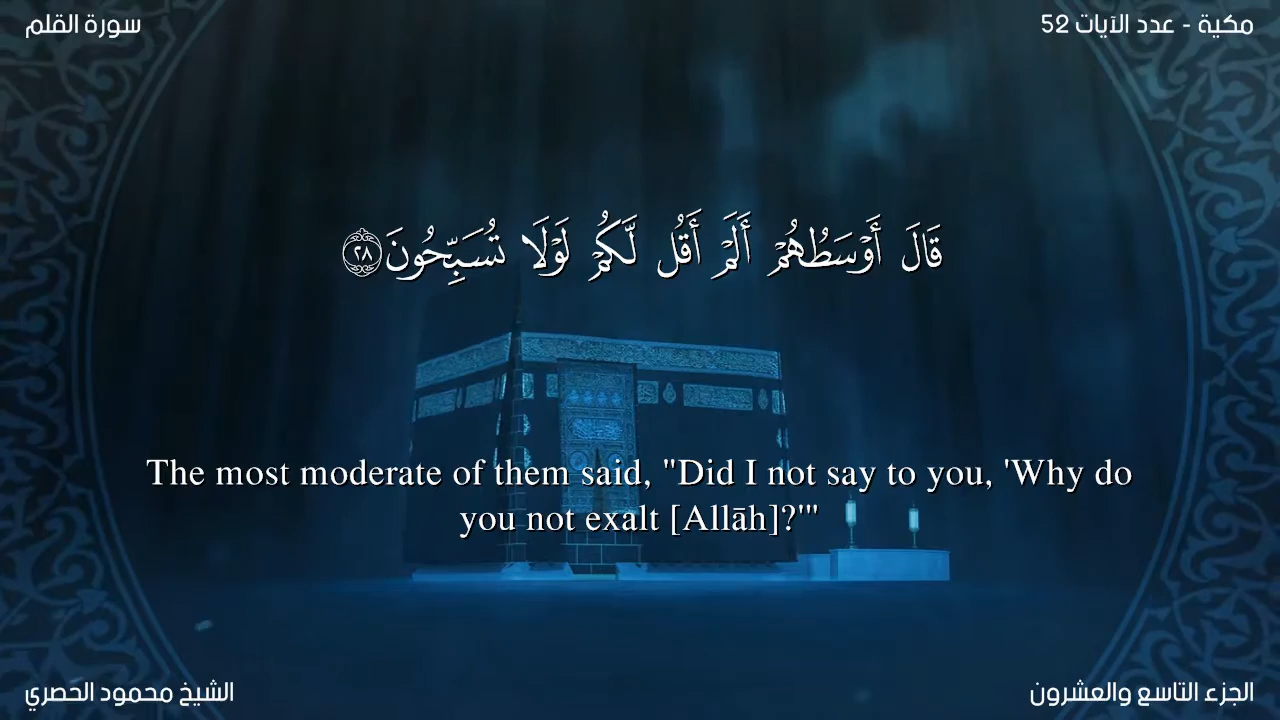 سورة القلم
مكية - عدد الآيات 52
قَالَ أَوْسَطُهُمْ أَلَمْ أَقُل لَّكُمْ لَوْلَا تُسَبِّحُونَ ٢٨
The most moderate of them said, "Did I not say to you, 'Why do
you not exalt [Allāh]?'"
الشيخ محمود الحصري
الجزء التاسع والعشرون